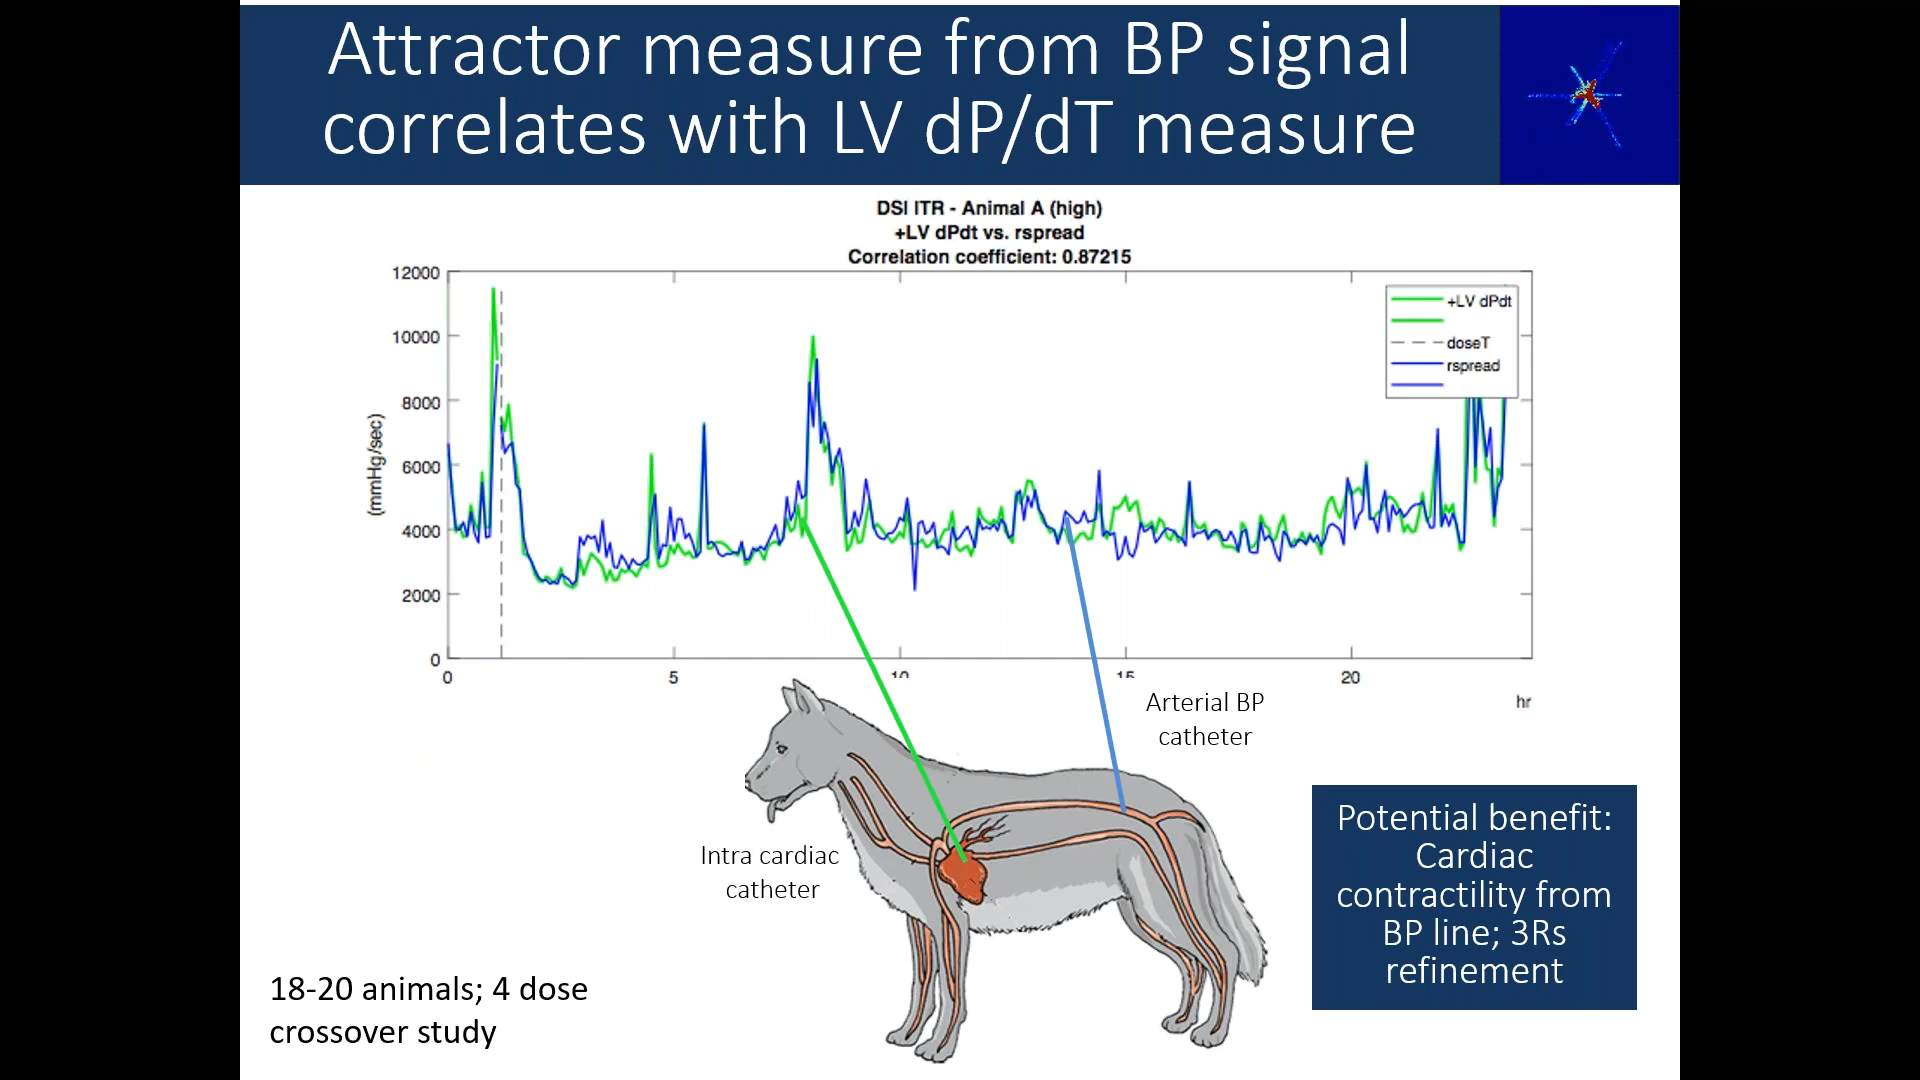 Attractor measure from BP signal
correlates with LV dP/dT measure
DSI ITR - Animal A (high)
+LV dPdt vs. rspread
Correlation coefficient: 0.87215
12000
10000
8000
6000
4000
2000
0
(mmHg/sec)
+LV dPdt
doseT
rspread
0
5
10
15
20
hr
Arterial BP
catheter
Intra cardiac
catheter
Potential benefit:
Cardiac
contractility from
BP line; 3Rs
refinement
18-20 animals; 4 dose
crossover study